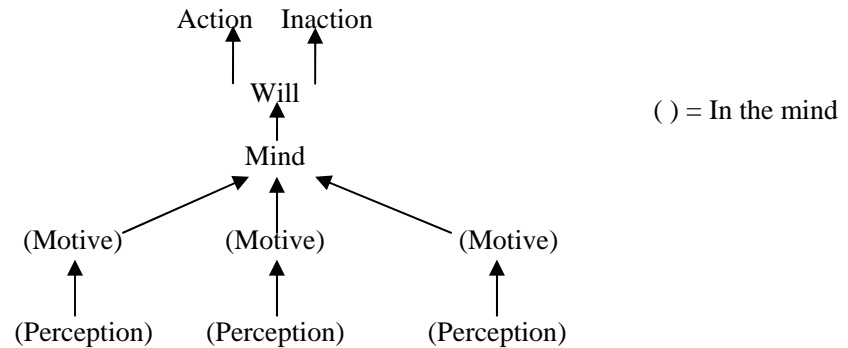 Action Inaction
Will
( ) = In the mind
Mind
(Motive) (Motive) (Motive)
(Perception) (Perception) (Perception)